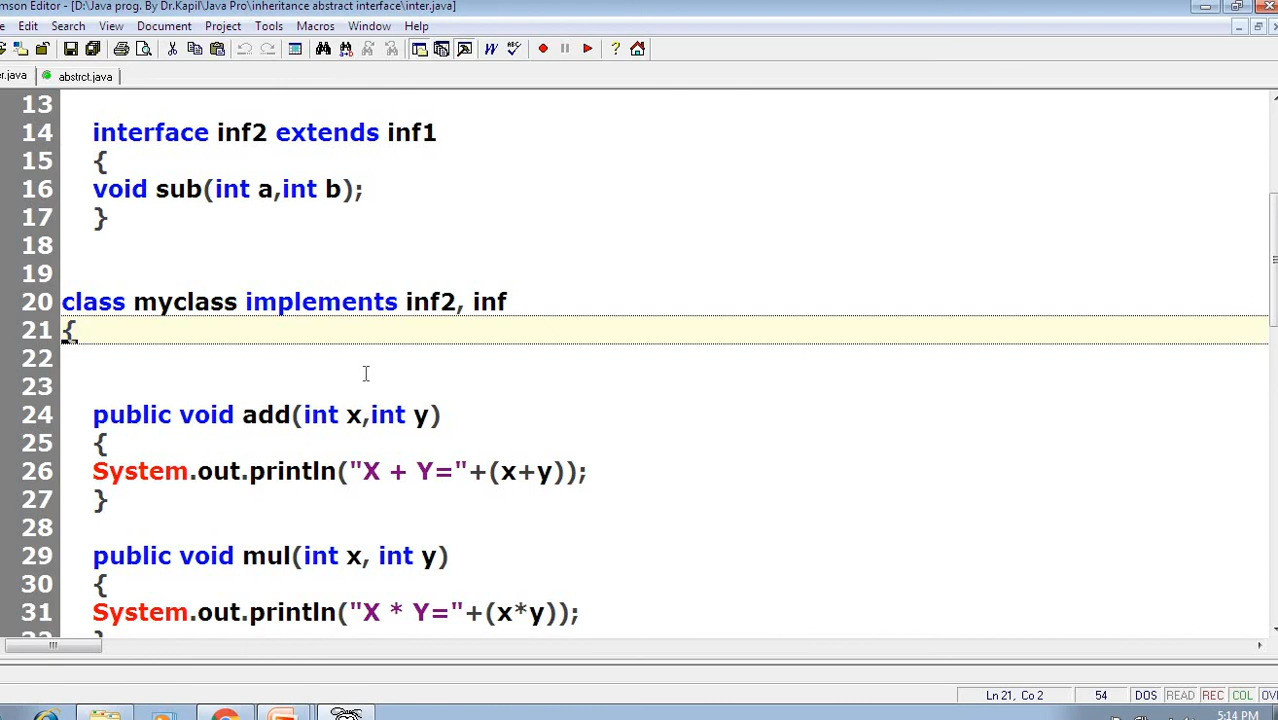 mson Editor - [D:\Java prog. By Dr.Kapil\Java Pro\inheritance abstract interface\inter.java]
Edit Search View Document Project Tools Macros Window Help
er.java abstrct.java
13
14 interface inf2 extends inf1
15 {
16 void sub(int a,int b);
17 }
18
19
20 class myclass implements inf2, inf
21 {
22
23
24 public void add(int x,int y)
25 {
26 System.out.println("X + Y="+(x+y));
27 }
28
29 public void mul(int x, int y)
30 {
31 System.out.println("X * Y="+(x*y));
Ln 21, Co 2 54 DOS READ REC COL OV
5:14 PM